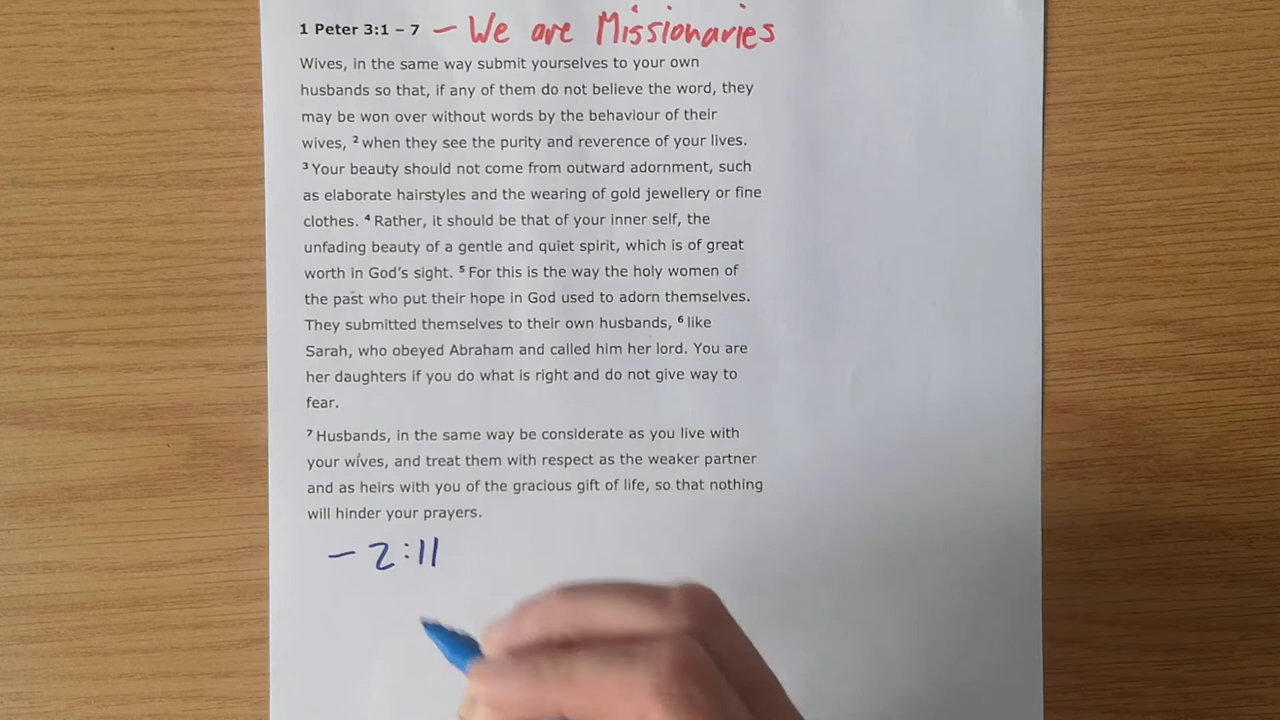 1 Peter 3:1 – 7 – We are Missionaries
Wives, in the same way submit yourselves to your own
husbands so that, if any of them do not believe the word, they
may be won over without words by the behaviour of their
wives, ² when they see the purity and reverence of your lives.
³ Your beauty should not come from outward adornment, such
as elaborate hairstyles and the wearing of gold jewellery or fine
clothes. ⁴ Rather, it should be that of your inner self, the
unfading beauty of a gentle and quiet spirit, which is of great
worth in God's sight. ⁵ For this is the way the holy women of
the past who put their hope in God used to adorn themselves.
They submitted themselves to their own husbands, ⁶ like
Sarah, who obeyed Abraham and called him her lord. You are
her daughters if you do what is right and do not give way to
fear.
⁷ Husbands, in the same way be considerate as you live with
your wives, and treat them with respect as the weaker partner
and as heirs with you of the gracious gift of life, so that nothing
will hinder your prayers.
– 2:11